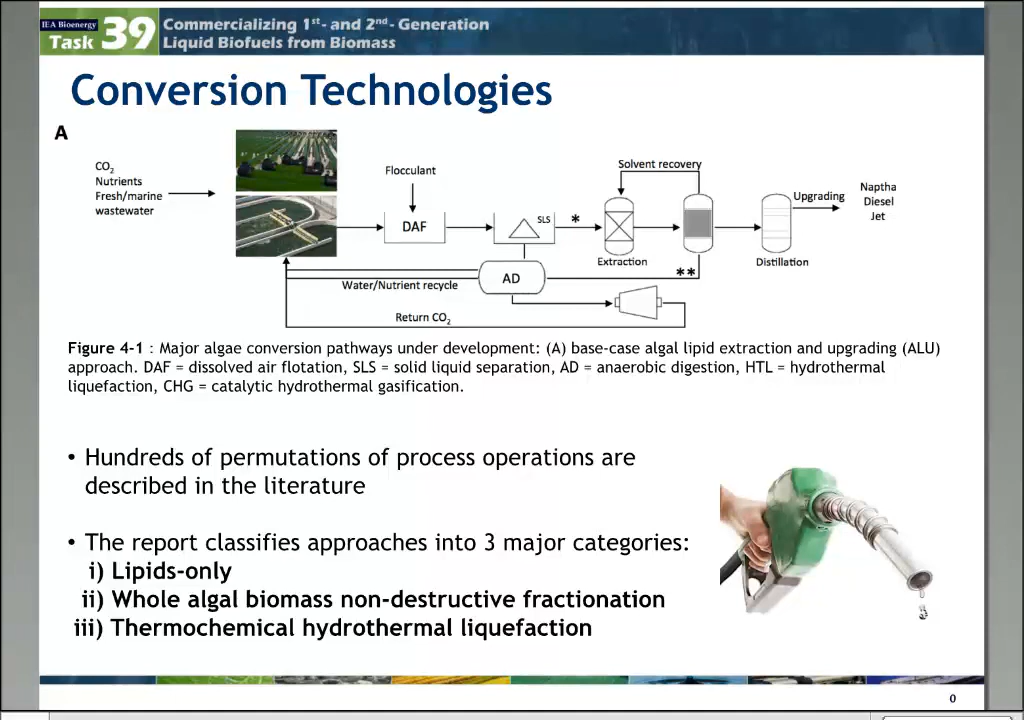 IEA Bioenergy
Task 39
Commercializing 1st- and 2nd- Generation
Liquid Biofuels from Biomass
Conversion Technologies
A
CO2
Nutrients
Fresh/marine
wastewater
Flocculant
DAF
SLS
*
Solvent recovery
Extraction
**
Distillation
Upgrading
Naptha
Diesel
Jet
AD
Water/Nutrient recycle
Return CO2
Figure 4-1 : Major algae conversion pathways under development: (A) base-case algal lipid extraction and upgrading (ALU)
approach. DAF = dissolved air flotation, SLS = solid liquid separation, AD = anaerobic digestion, HTL = hydrothermal
liquefaction, CHG = catalytic hydrothermal gasification.
• Hundreds of permutations of process operations are
described in the literature
• The report classifies approaches into 3 major categories:
i) Lipids-only
ii) Whole algal biomass non-destructive fractionation
iii) Thermochemical hydrothermal liquefaction
0